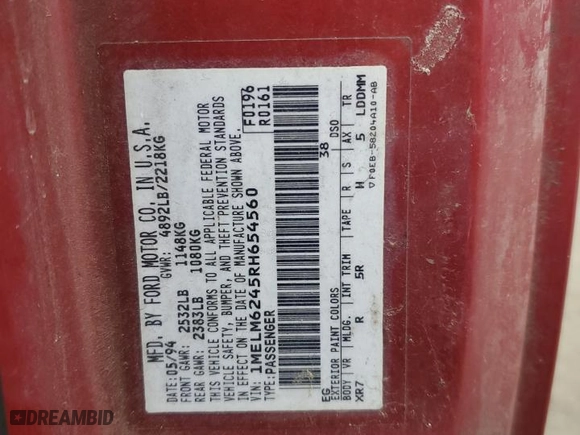 MFD. BY FORD MOTOR CO. IN U.S.A.
DATE: 05/94 GVWR: 4892LB/2218KG
FRONT GAWR: 2532LB 1148KG
REAR GAWR: 2383LB 1080KG
THIS VEHICLE CONFORMS TO ALL APPLICABLE FEDERAL MOTOR
VEHICLE SAFETY, BUMPER, AND THEFT PREVENTION STANDARDS
IN EFFECT ON THE DATE OF MANUFACTURE SHOWN ABOVE.
VIN: 1MELM6245RH654560 F0196
TYPE: PASSENGER R0161
EG 38 DSO
EXTERIOR PAINT COLORS
BODY VR MLDG. INT TRIM TAPE R S AX TR
XR7 R 5R H 5 LDDMM
F0EB-58204A10-AB
DREAMBID